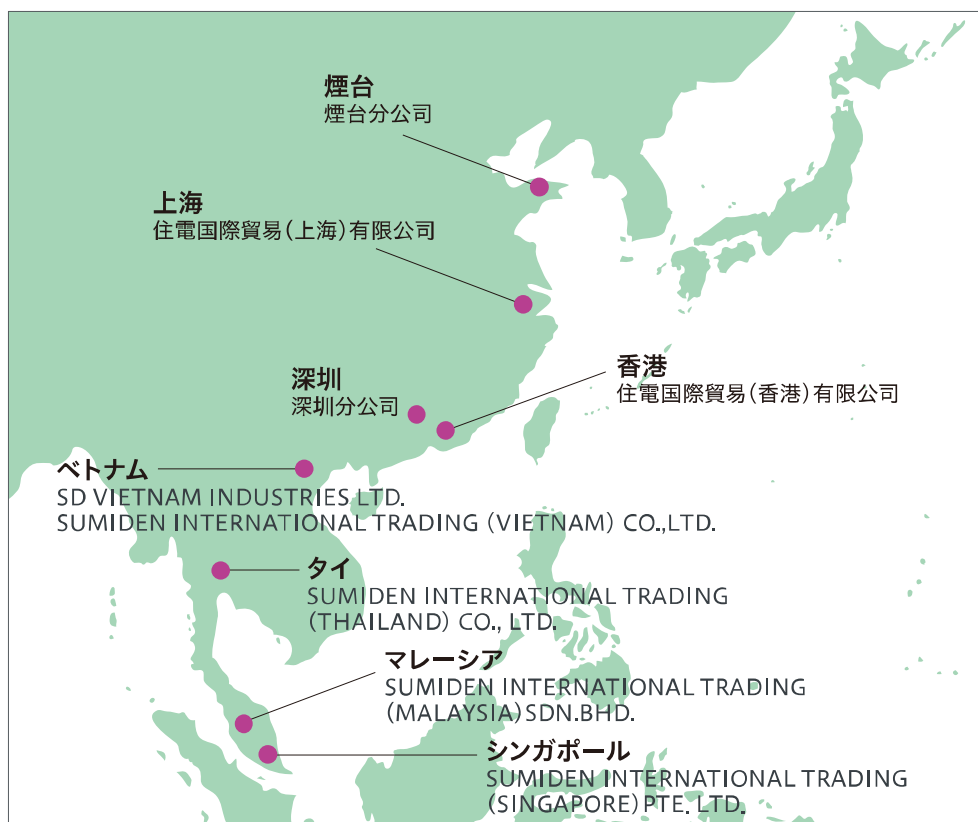 煙台
煙台分公司
上海
住電国際貿易(上海)有限公司
深圳
深圳分公司
香港
住電国際貿易(香港)有限公司
ベトナム
SD VIETNAM INDUSTRIES LTD.
SUMIDEN INTERNATIONAL TRADING (VIETNAM) CO.,LTD.
タイ
SUMIDEN INTERNATIONAL TRADING
(THAILAND) CO., LTD.
マレーシア
SUMIDEN INTERNATIONAL TRADING
(MALAYSIA) SDN.BHD.
シンガポール
SUMIDEN INTERNATIONAL TRADING
(SINGAPORE) PTE. LTD.